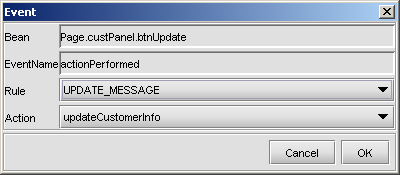 Event
Bean Page.custPanel.btnUpdate
EventName actionPerformed
Rule UPDATE_MESSAGE
Action updateCustomerInfo
Cancel OK